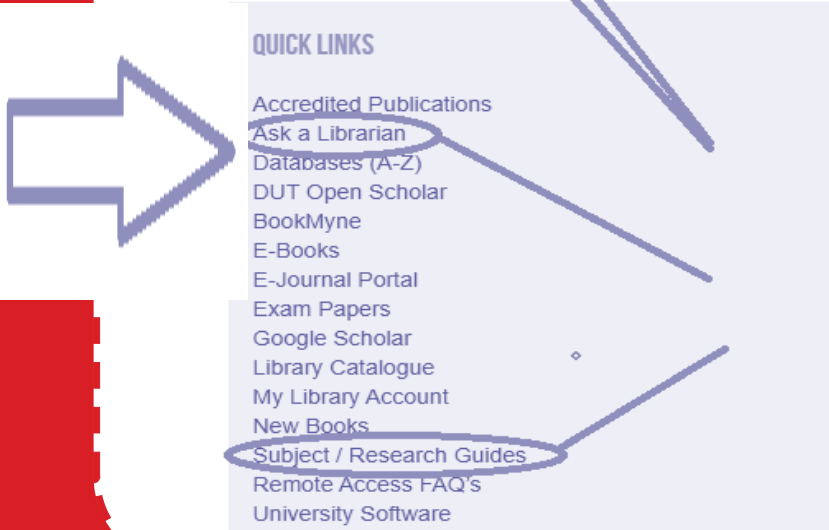 QUICK LINKS
Accredited Publications
Ask a Librarian
Databases (A-Z)
DUT Open Scholar
BookMyne
E-Books
E-Journal Portal
Exam Papers
Google Scholar
Library Catalogue
My Library Account
New Books
Subject / Research Guides
Remote Access FAQ's
University Software